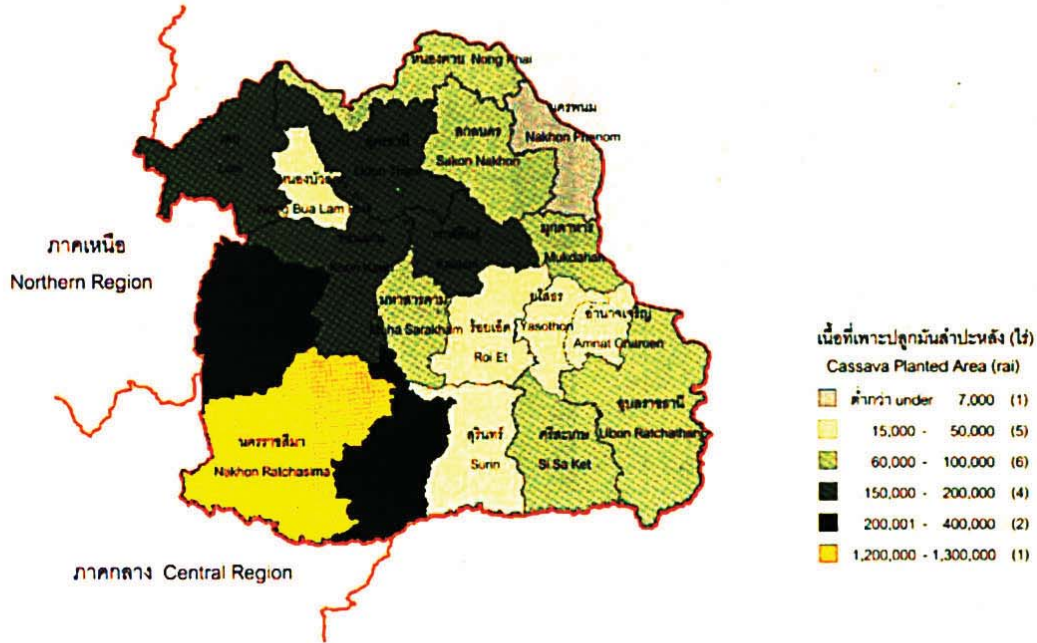 หนองคาย Nong Khai
นครพนม
Nakhon Phenom
สกลนคร
Sakon Nakhon
หนองบัวลำ
Bua Lam
มุกดาหาร
Mukdahan
ภาคเหนือ
Northern Region
มหาสารคาม
Maha Sarakham
ร้อยเอ็ด
Roi Et
ยโสธร
Yasothon
อำนาจเจริญ
Amnat Charoen
อุบลราชธานี
Ubon Ratchathani
นครราชสีมา
Nakhon Ratchasima
สุรินทร์
Surin
ศรีสะเกษ
Si Sa Ket
ภาคกลาง Central Region
เนื้อที่เพาะปลูกมันสำปะหลัง (ไร่)
Cassava Planted Area (rai)
ต่ำกว่า under 7,000 (1)
15,000 - 50,000 (5)
60,000 - 100,000 (6)
150,000 - 200,000 (4)
200,001 - 400,000 (2)
1,200,000 - 1,300,000 (1)